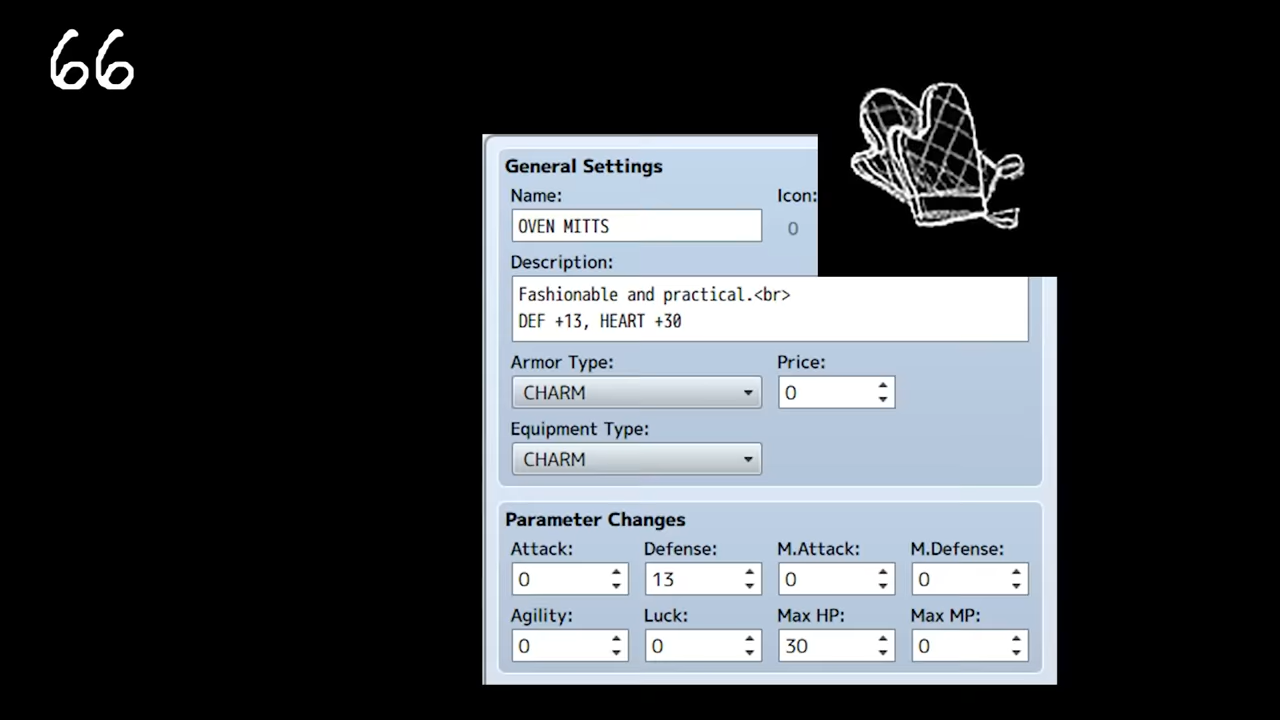 66
General Settings
Name:
Icon:
OVEN MITTS
0
Description:
Fashionable and practical.<br>
DEF +13, HEART +30
Armor Type:
Price:
CHARM
0
Equipment Type:
CHARM
Parameter Changes
Attack:
Defense:
M.Attack:
M.Defense:
0
13
0
0
Agility:
Luck:
Max HP:
Max MP:
0
0
30
0